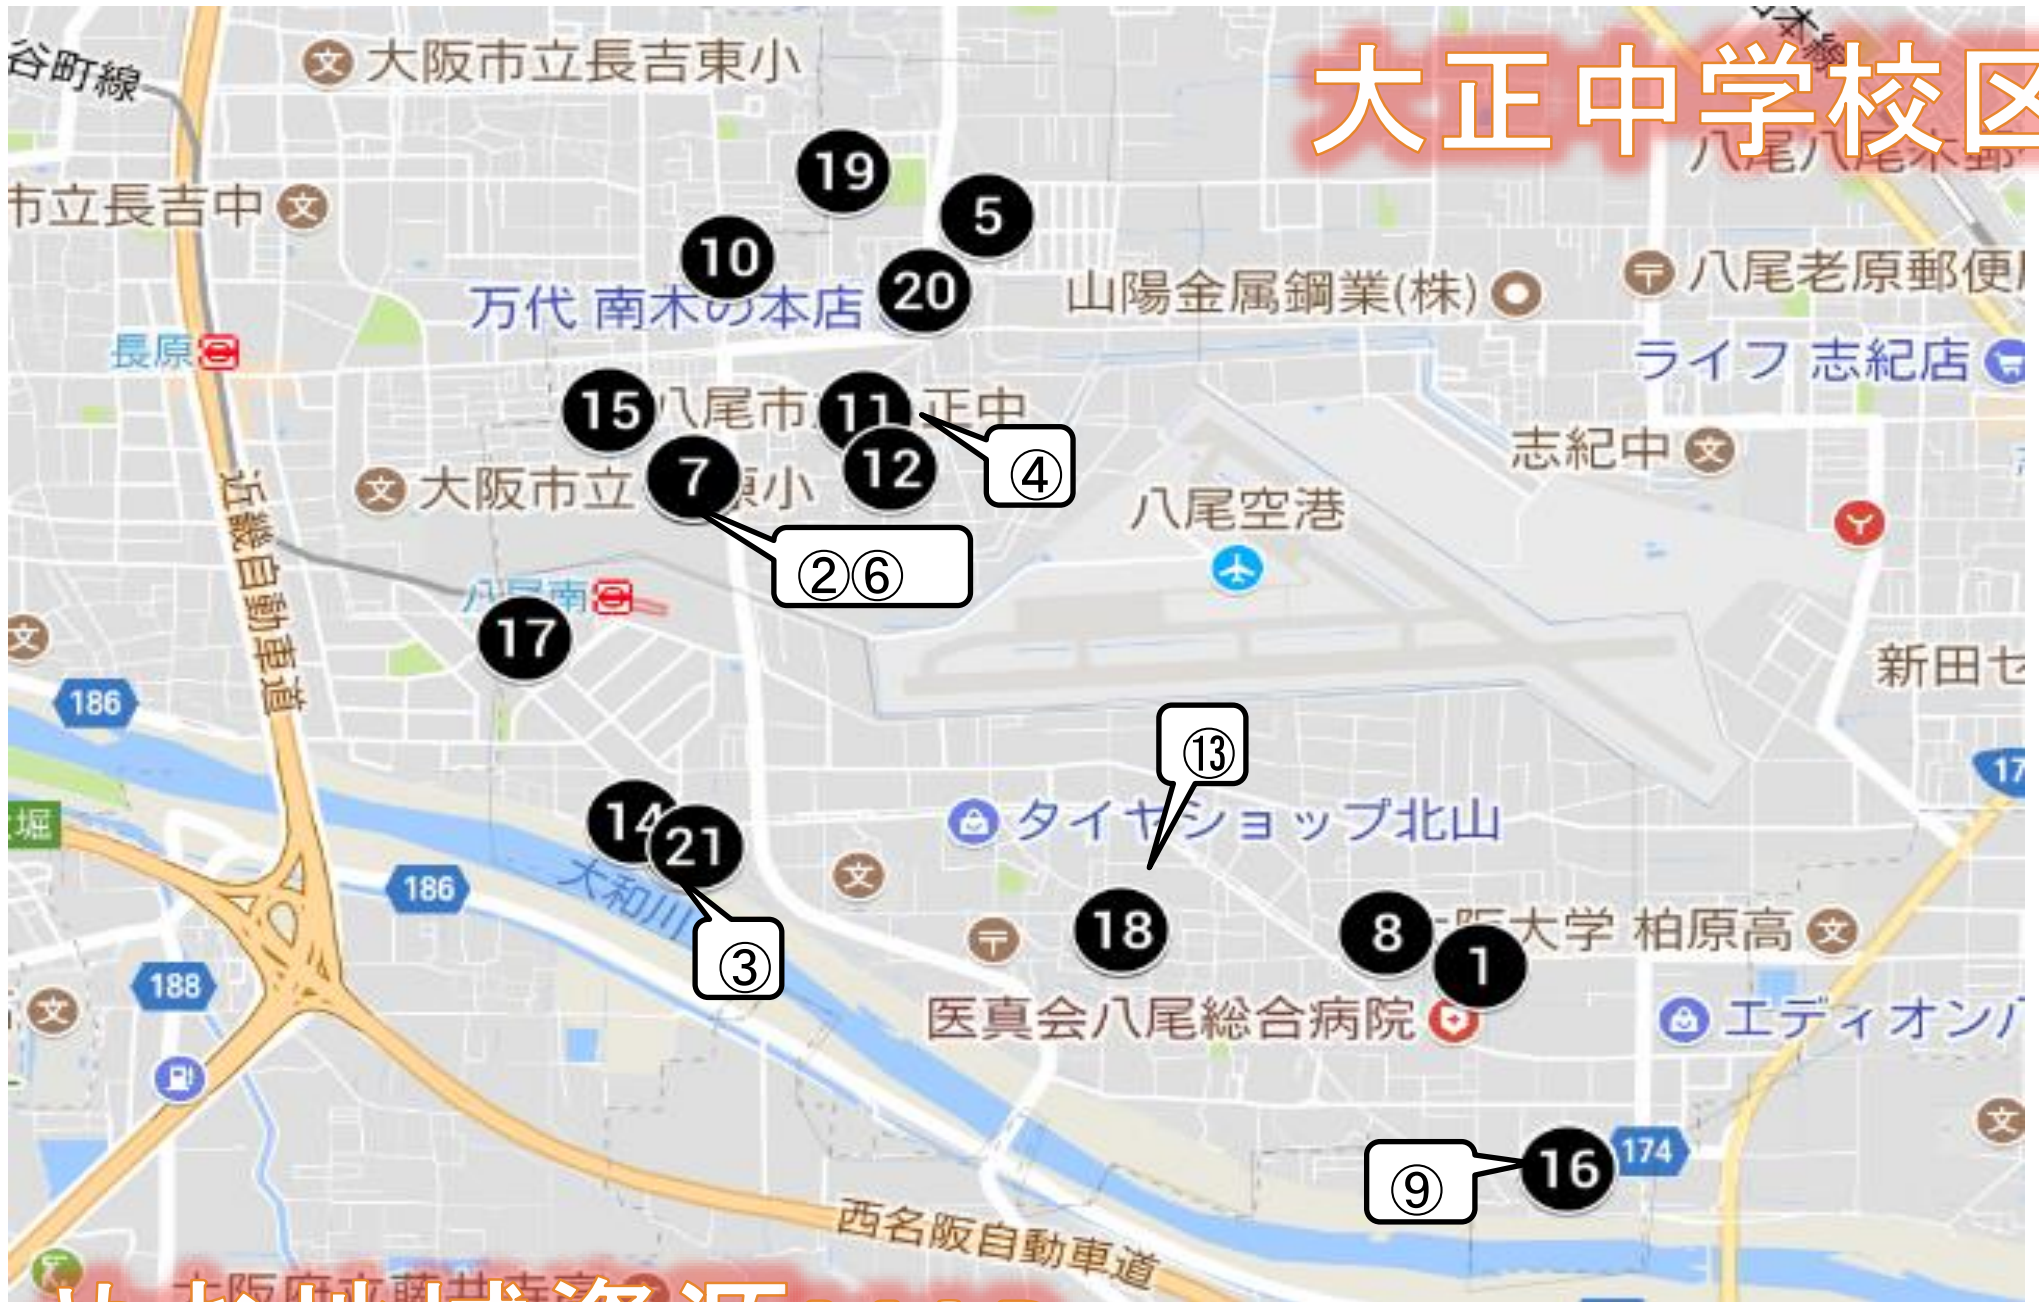 谷町線
大阪市立長吉東小
大正中学校区
19
市立長吉中
5
10
20
万代 南木の本店
山陽金属鋼業(株)
八尾老原郵便
長原
ライフ 志紀店
15
八尾市
11
正中
④
志紀中
7
12
大阪市立
東小
近畿自動車道
八尾空港
②⑥
八尾南
17
新田セ
186
⑬
17
14
21
タイヤショップ北山
堀
186
大和川
18
8
大学 柏原高
1
③
188
医真会八尾総合病院
エディオン八
⑨
16
174
西名阪自動車道